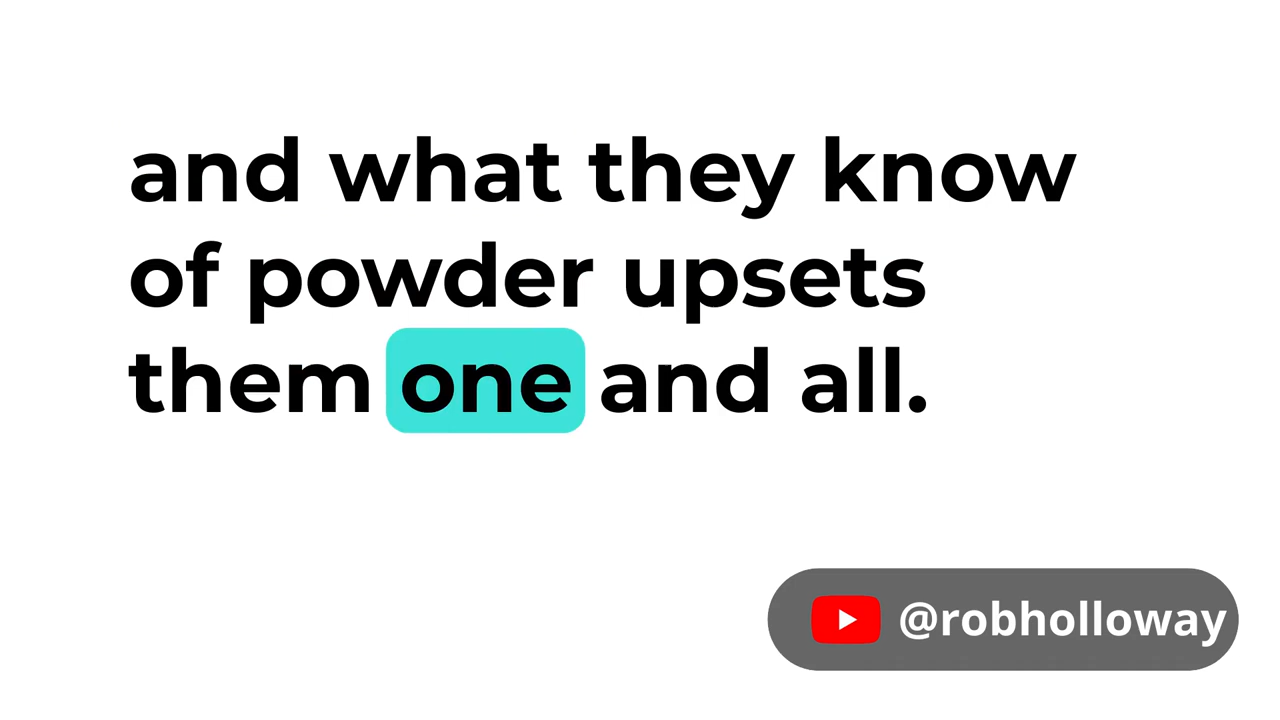 and what they know
of powder upsets
them one and all.
@robholloway